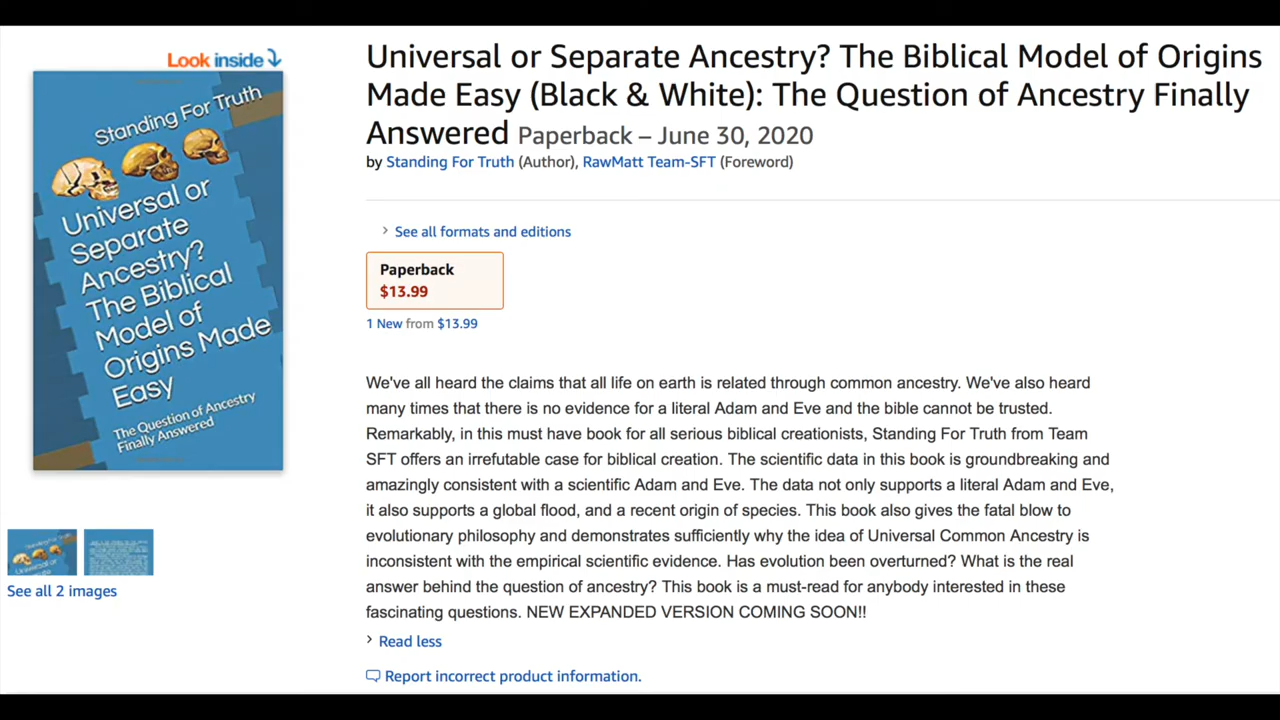 Look inside
Standing For Truth
Universal or
Separate
Ancestry?
The Biblical
Model of
Origins Made
Easy
The Question of Ancestry
Finally Answered
See all 2 images
Universal or Separate Ancestry? The Biblical Model of Origins
Made Easy (Black & White): The Question of Ancestry Finally
Answered Paperback – June 30, 2020
by Standing For Truth (Author), RawMatt Team-SFT (Foreword)
See all formats and editions
Paperback
$13.99
1 New from $13.99
We've all heard the claims that all life on earth is related through common ancestry. We've also heard
many times that there is no evidence for a literal Adam and Eve and the bible cannot be trusted.
Remarkably, in this must have book for all serious biblical creationists, Standing For Truth from Team
SFT offers an irrefutable case for biblical creation. The scientific data in this book is groundbreaking and
amazingly consistent with a scientific Adam and Eve. The data not only supports a literal Adam and Eve,
it also supports a global flood, and a recent origin of species. This book also gives the fatal blow to
evolutionary philosophy and demonstrates sufficiently why the idea of Universal Common Ancestry is
inconsistent with the empirical scientific evidence. Has evolution been overturned? What is the real
answer behind the question of ancestry? This book is a must-read for anybody interested in these
fascinating questions. NEW EXPANDED VERSION COMING SOON!!
Read less
Report incorrect product information.